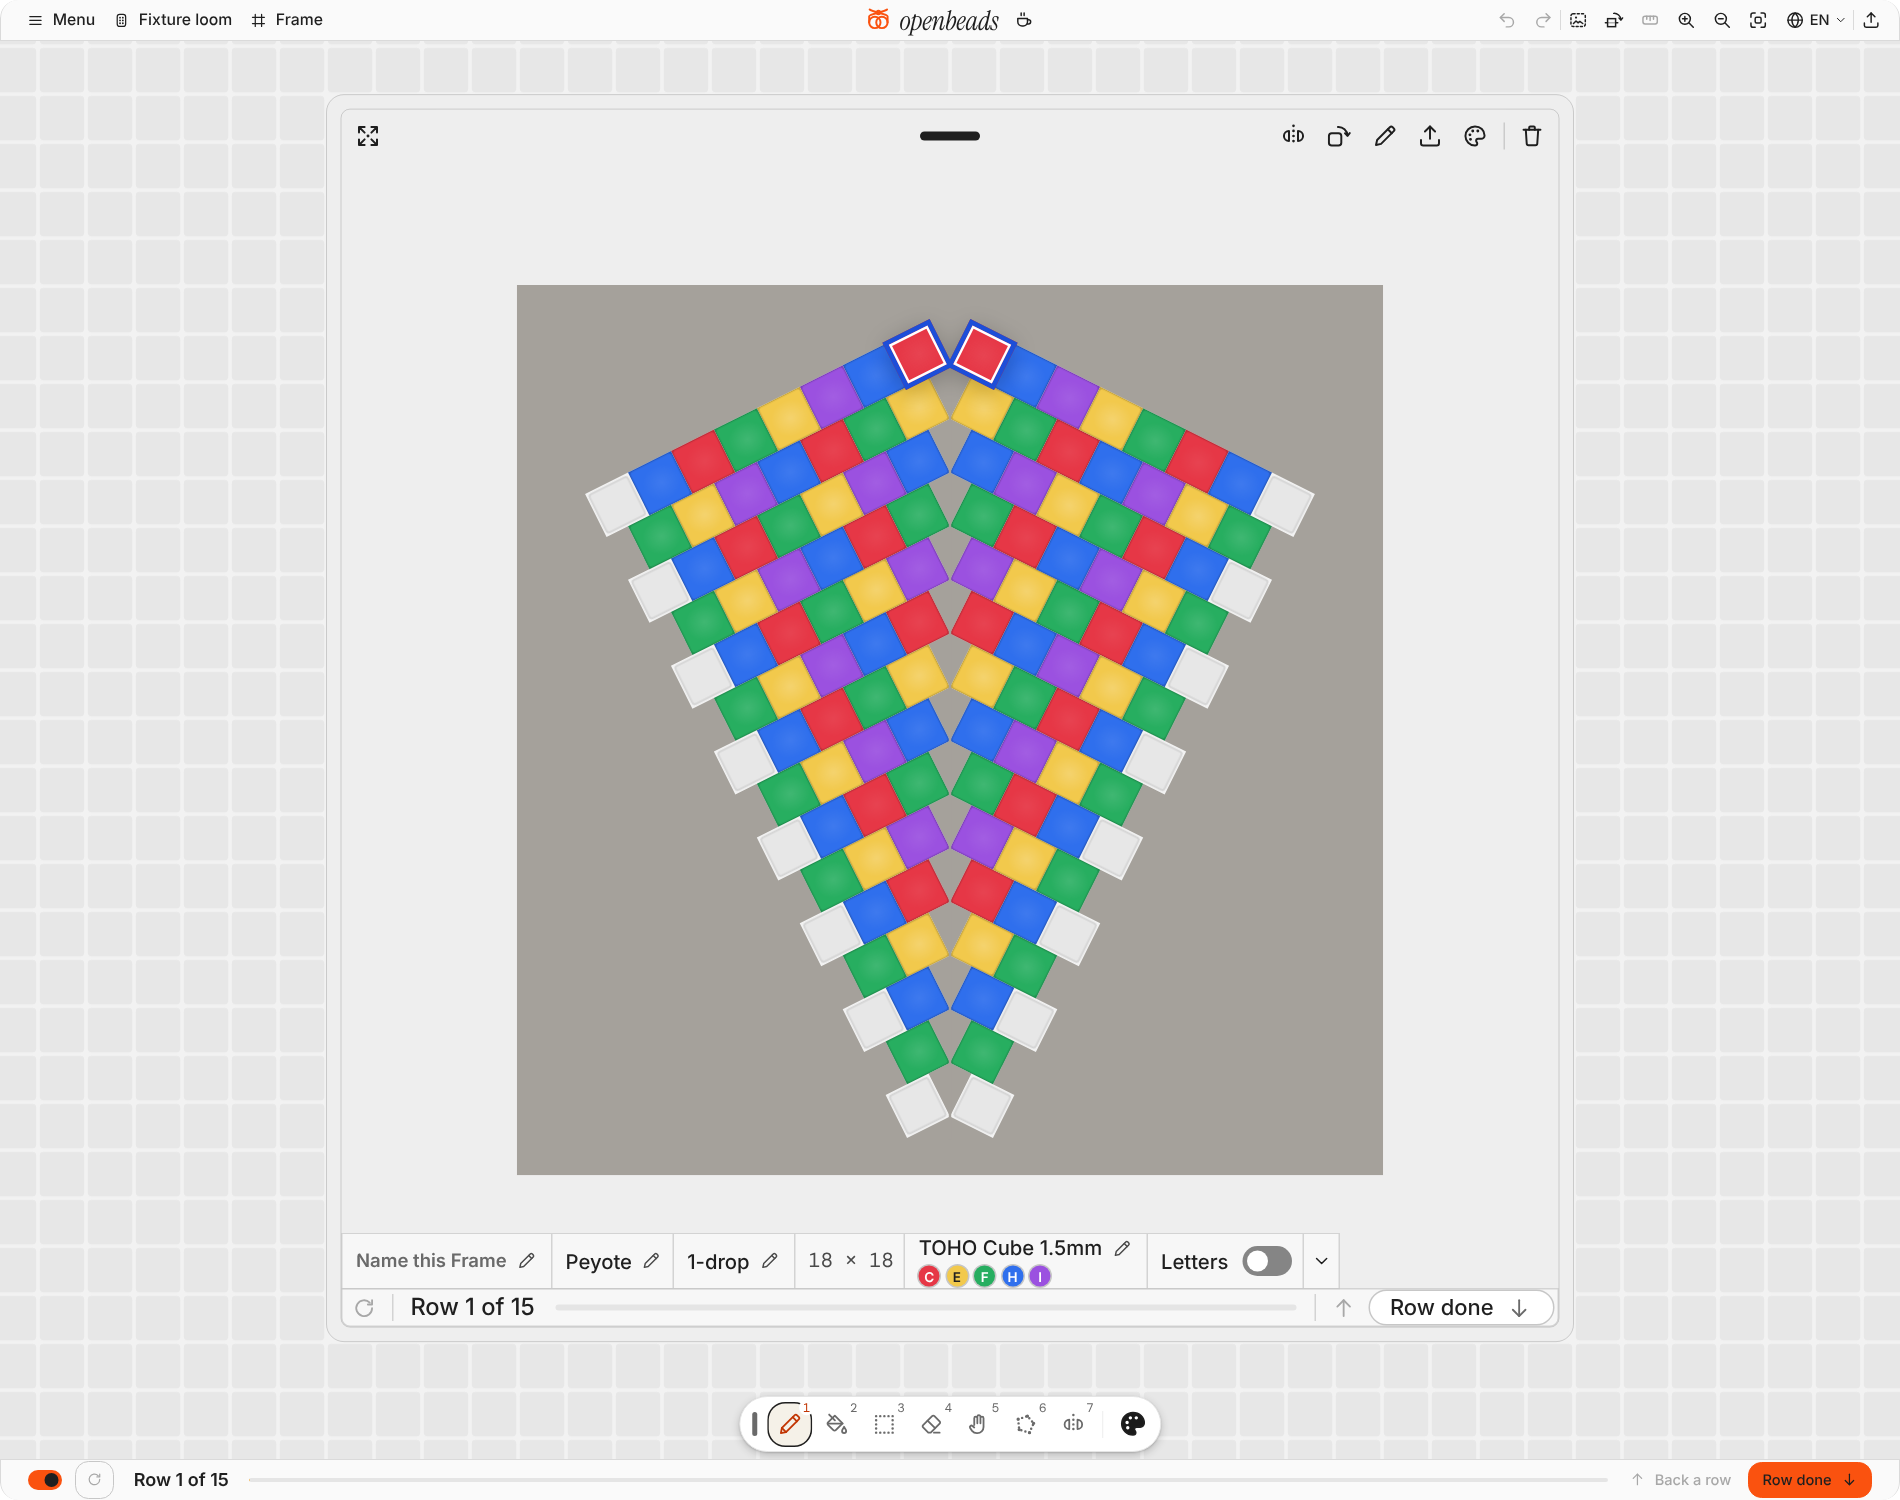 Menu
Fixture loom
Frame
openbeads
EN
Name this Frame
Peyote
1-drop
18 × 18
TOHO Cube 1.5mm
C E F H I
Letters
Row 1 of 15
Row done
1 2 3 4 5 6 7
Row 1 of 15
Back a row
Row done